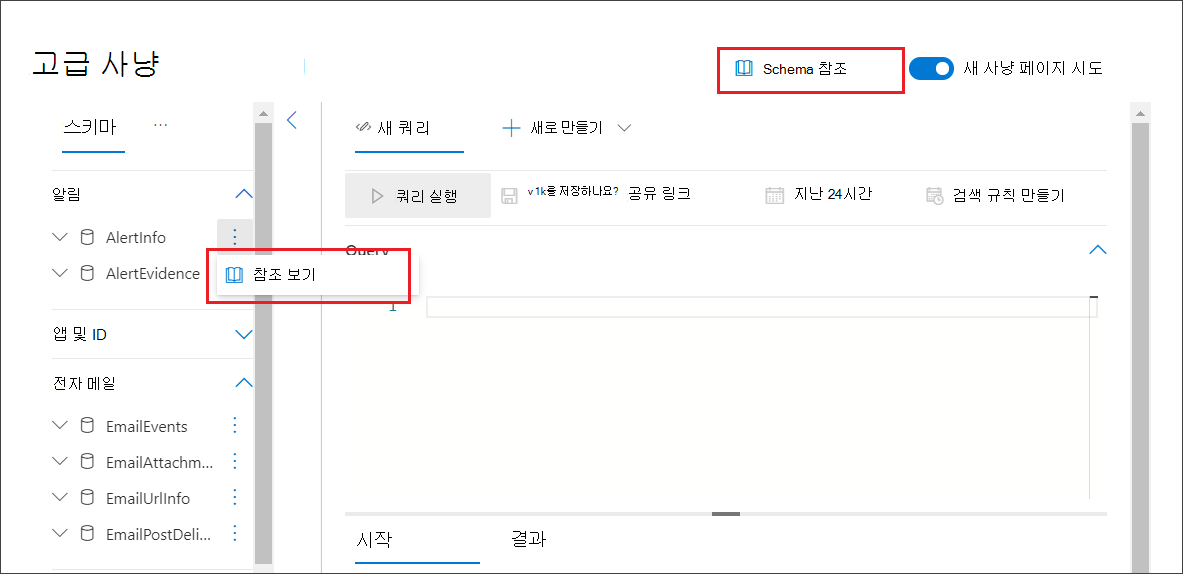 고급 사냥
Schema 참조
새 사냥 페이지 시도
스키마 ...
새 쿼리
새로 만들기
알림
쿼리 실행
v 1k를 저장하나요? 공유 링크
지난 24시간
검색 규칙 만들기
AlertInfo
Query
AlertEvidence
참조 보기
1
앱 및 ID
전자 메일
EmailEvents
EmailAttachm...
EmailUrlInfo
EmailPostDeli...
시작
결과